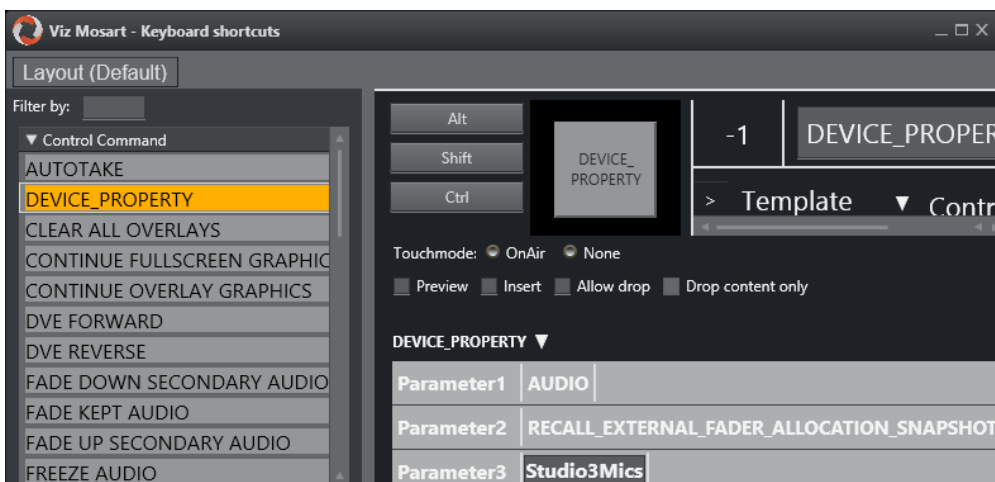 Viz Mosart - Keyboard shortcuts
Layout (Default)
Filter by:
▼ Control Command
AUTOTAKE
DEVICE_PROPERTY
CLEAR ALL OVERLAYS
CONTINUE FULLSCREEN GRAPHIC
CONTINUE OVERLAY GRAPHICS
DVE FORWARD
DVE REVERSE
FADE DOWN SECONDARY AUDIO
FADE KEPT AUDIO
FADE UP SECONDARY AUDIO
FREEZE AUDIO
Alt
Shift
Ctrl
DEVICE_
PROPERTY
-1 DEVICE_PROPER
> Template ▼ Contr
Touchmode: OnAir None
Preview Insert Allow drop Drop content only
DEVICE_PROPERTY ▼
Parameter1 AUDIO
Parameter2 RECALL_EXTERNAL_FADER_ALLOCATION_SNAPSHOT
Parameter3 Studio3Mics